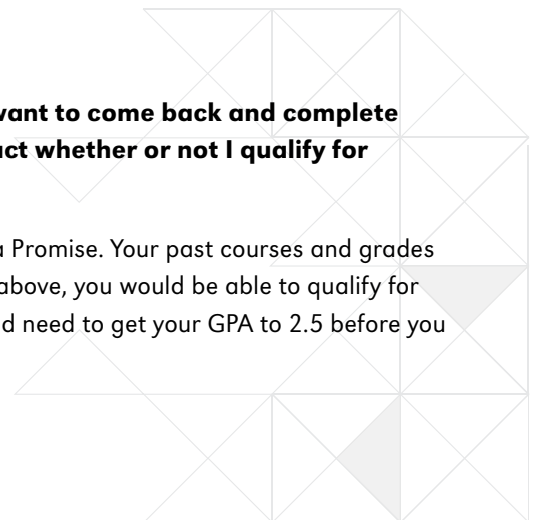 want to come back and complete
whether or not I qualify for
Promise. Your past courses and grades
above, you would be able to qualify for
need to get your GPA to 2.5 before you